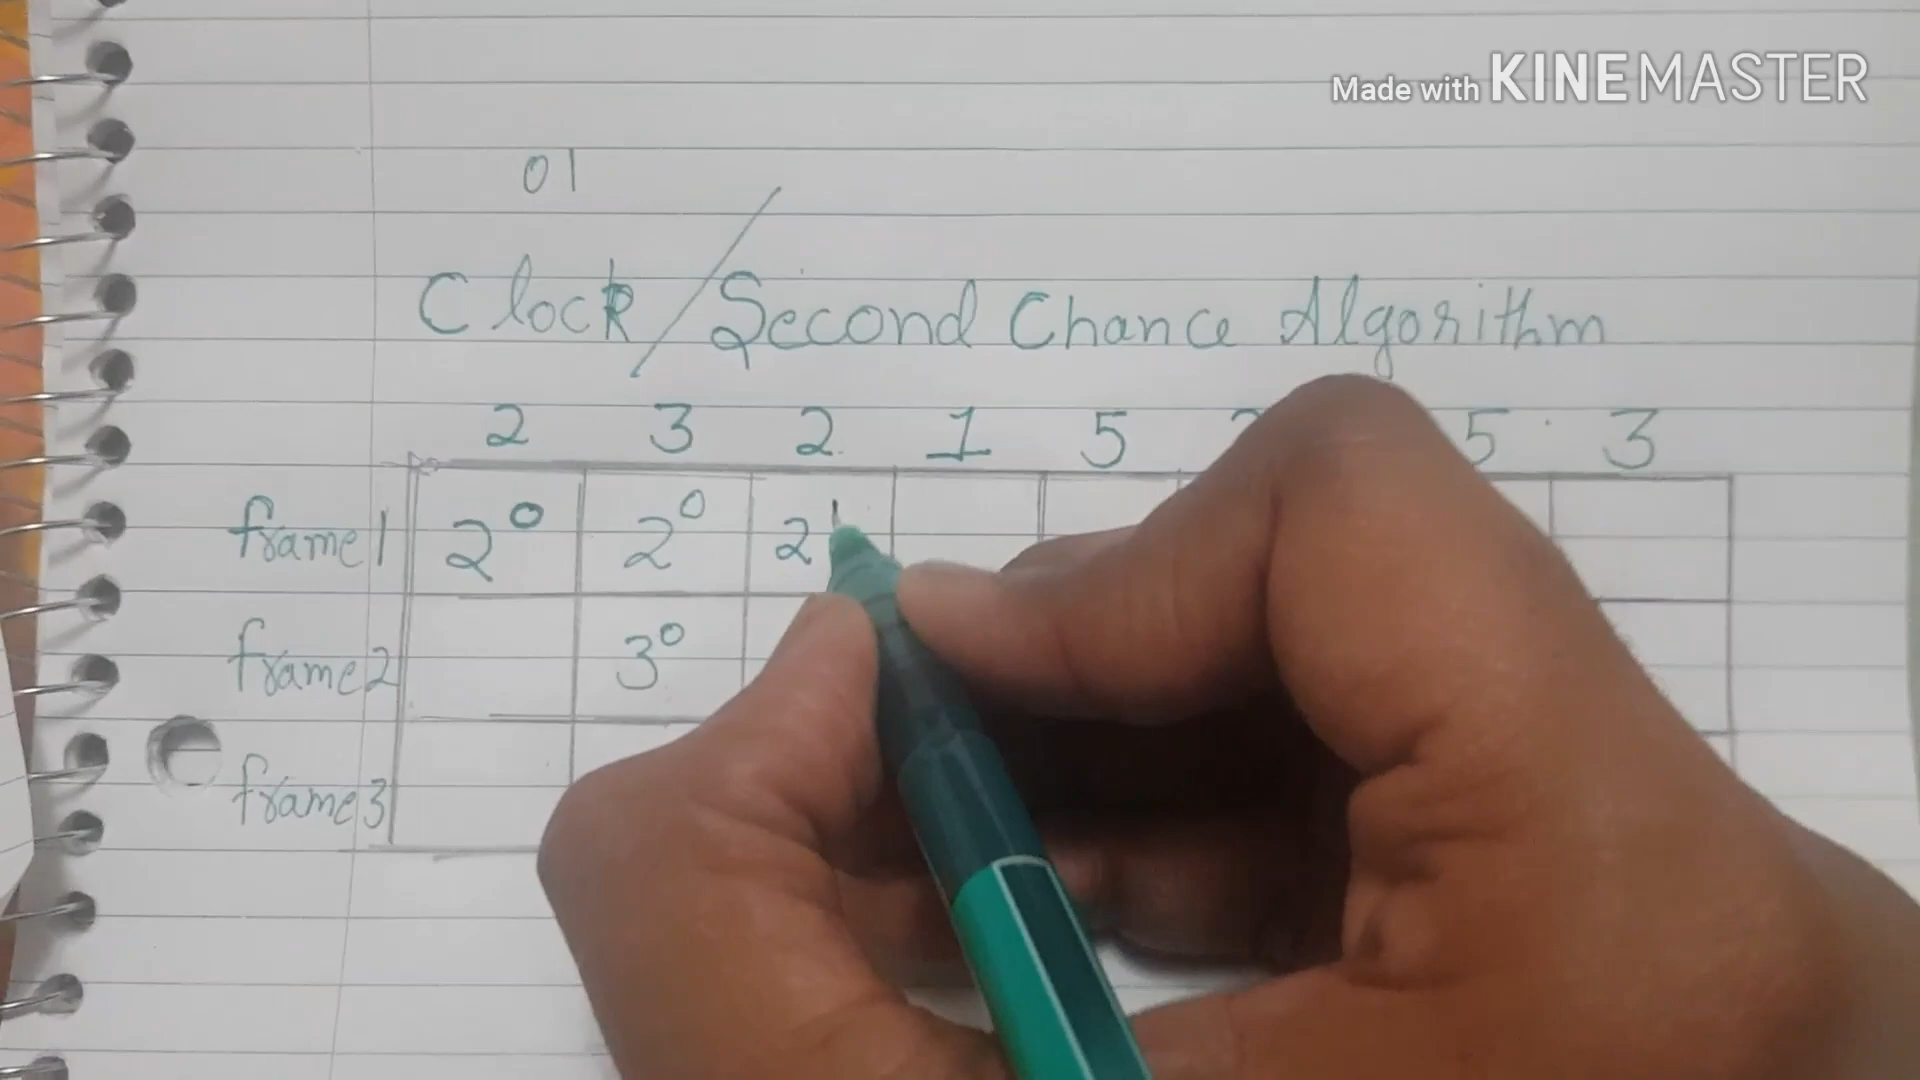 Made with KINEMASTER
01
Clock/Second Chance Algorithm
2 3 2 1 5 5 3
frame1 2⁰ 2⁰ 2
frame2 3⁰
frame3